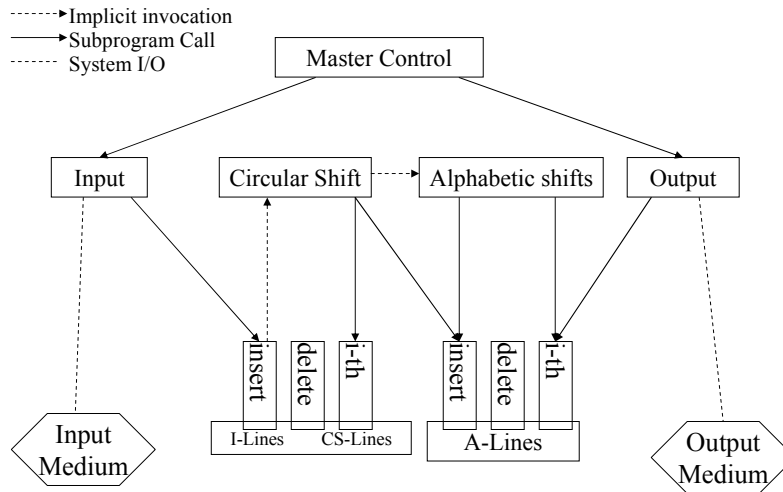 Implicit invocation
Subprogram Call
System I/O
Master Control
Input
Circular Shift
Alphabetic shifts
Output
insert
delete
i-th
insert
delete
i-th
I-Lines
CS-Lines
A-Lines
Input
Medium
Output
Medium